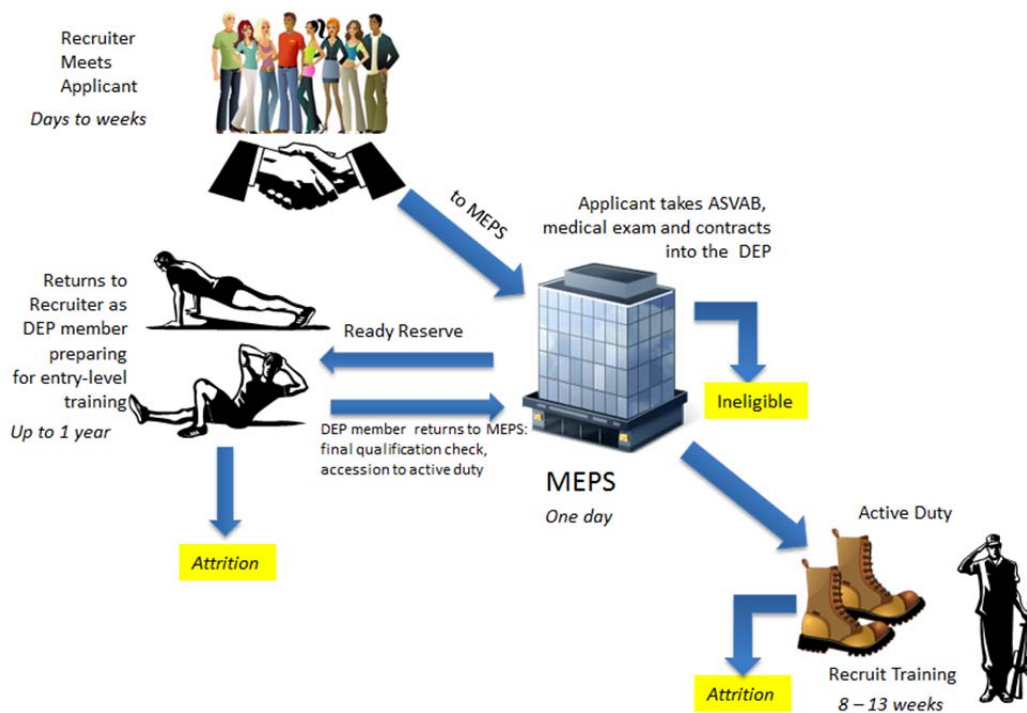 Recruiter
Meets
Applicant
Days to weeks
to MEPS
Applicant takes ASVAB,
medical exam and contracts
into the DEP
Returns to
Recruiter as
DEP member
preparing
for entry-level
training
Up to 1 year
Ready Reserve
DEP member returns to MEPS:
final qualification check,
accession to active duty
Ineligible
MEPS
One day
Attrition
Active Duty
Recruit Training
8 – 13 weeks
Attrition